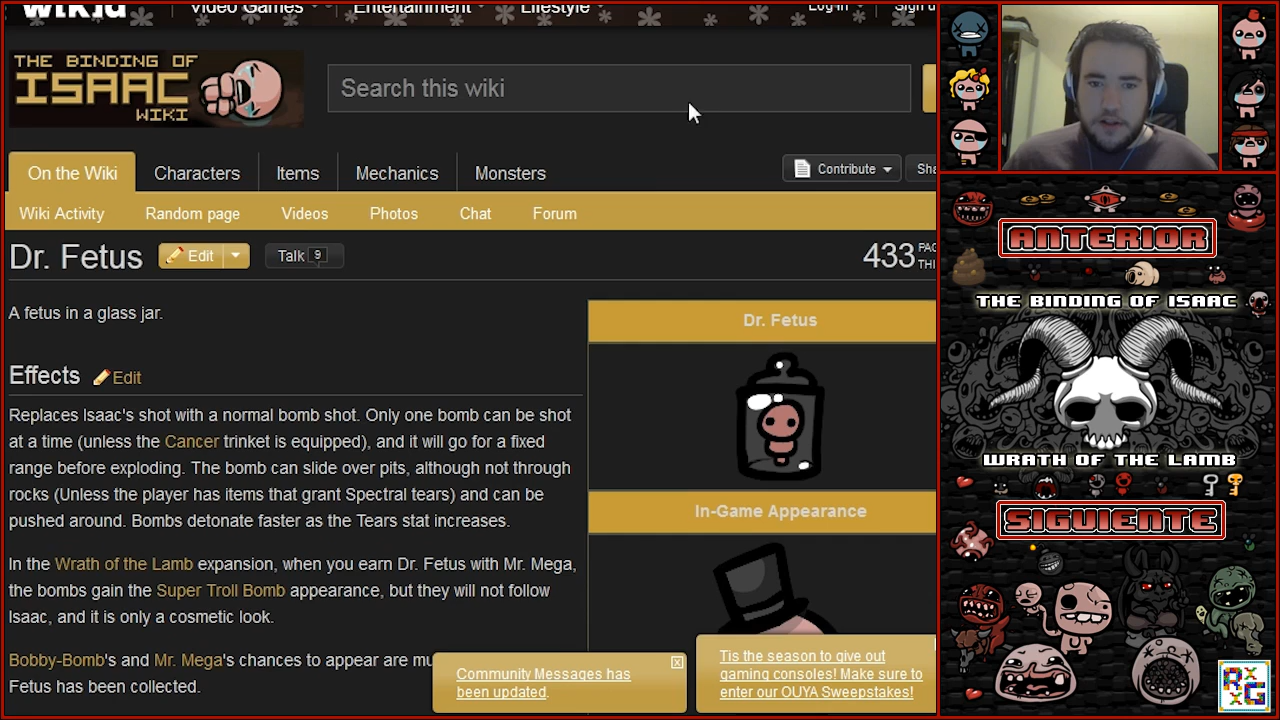 wikia Video Games Entertainment Lifestyle Log in Sign u
THE BINDING OF
ISAAC
WIKI
Search this wiki
On the Wiki Characters Items Mechanics Monsters
Contribute Sha
Wiki Activity Random page Videos Photos Chat Forum
Dr. Fetus Edit Talk 9
433 PAG
THI
A fetus in a glass jar.
Effects Edit
Replaces Isaac's shot with a normal bomb shot. Only one bomb can be shot
at a time (unless the Cancer trinket is equipped), and it will go for a fixed
range before exploding. The bomb can slide over pits, although not through
rocks (Unless the player has items that grant Spectral tears) and can be
pushed around. Bombs detonate faster as the Tears stat increases.
In the Wrath of the Lamb expansion, when you earn Dr. Fetus with Mr. Mega,
the bombs gain the Super Troll Bomb appearance, but they will not follow
Isaac, and it is only a cosmetic look.
Bobby-Bomb's and Mr. Mega's chances to appear are mu
Fetus has been collected.
Dr. Fetus
In-Game Appearance
Community Messages has
been updated.
Tis the season to give out
gaming consoles! Make sure to
enter our OUYA Sweepstakes!
ANTERIOR
THE BINDING OF ISAAC
WRATH OF THE LAMB
SIGUIENTE
RxxG